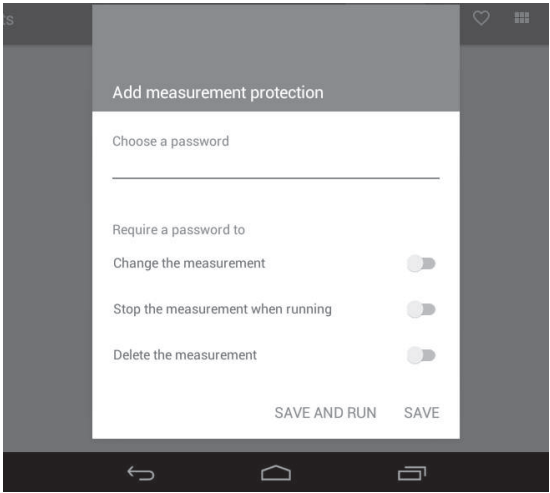 Add measurement protection
Choose a password
Require a password to
Change the measurement
Stop the measurement when running
Delete the measurement
SAVE AND RUN SAVE